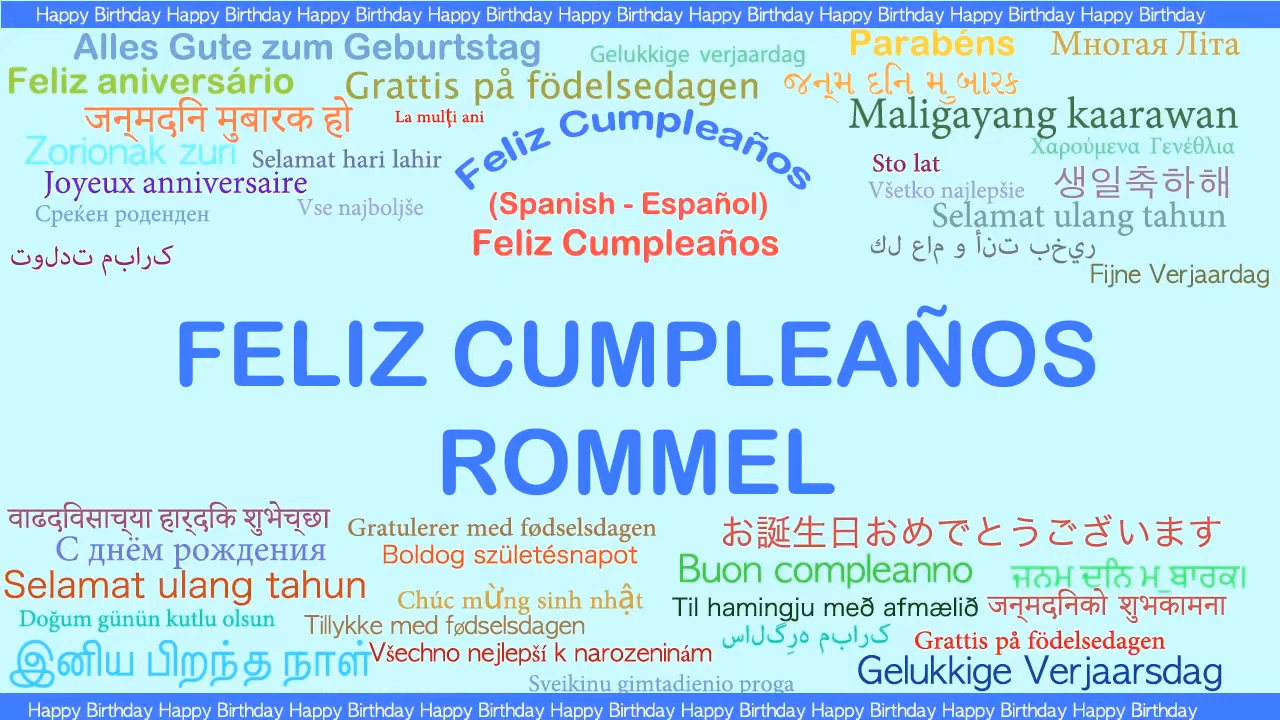 Happy Birthday Happy Birthday Happy Birthday Happy Birthday Happy Birthday Happy Birthday Happy Birthday Happy Birthday Happy Birthday
Alles Gute zum Geburtstag
Gelukkige verjaardag
Parabéns
Многая Літа
Feliz aniversário
Grattis på födelsedagen
જન્મ દિન મુબારક
जन्मदिन मुबारक हो
La mulţi ani
Feliz Cumpleaños
Maligayang kaarawan
Zorionak zuri
Selamat hari lahir
Χαρούμενα Γενέθλια
Sto lat
Joyeux anniversaire
Všetko najlepšie
생일축하해
Среќен роденден
Vse najboljše
(Spanish - Español)
Selamat ulang tahun
Feliz Cumpleaños
تولدت مبارک
كل عام و أنت بخير
Fijne Verjaardag
FELIZ CUMPLEAÑOS
ROMMEL
वाढदिवसाच्या हार्दिक शुभेच्छा
Gratulerer med fødselsdagen
お誕生日おめでとうございます
С днём рождения
Boldog születésnapot
Buon compleanno
ਜਨਮ ਦਿਨ ਮੁਬਾਰਕ।
Selamat ulang tahun
Chúc mừng sinh nhật
Til hamingju með afmælið
जन्मदिनको शुभकामना
Doğum günün kutlu olsun
Tillykke med fødselsdagen
سالگرہ مبارک
Grattis på födelsedagen
இனிய பிறந்த நாள்
Všechno nejlepší k narozeninám
Gelukkige Verjaarsdag
Sveikinu gimtadienio proga
Happy Birthday Happy Birthday Happy Birthday Happy Birthday Happy Birthday Happy Birthday Happy Birthday Happy Birthday Happy Birthday